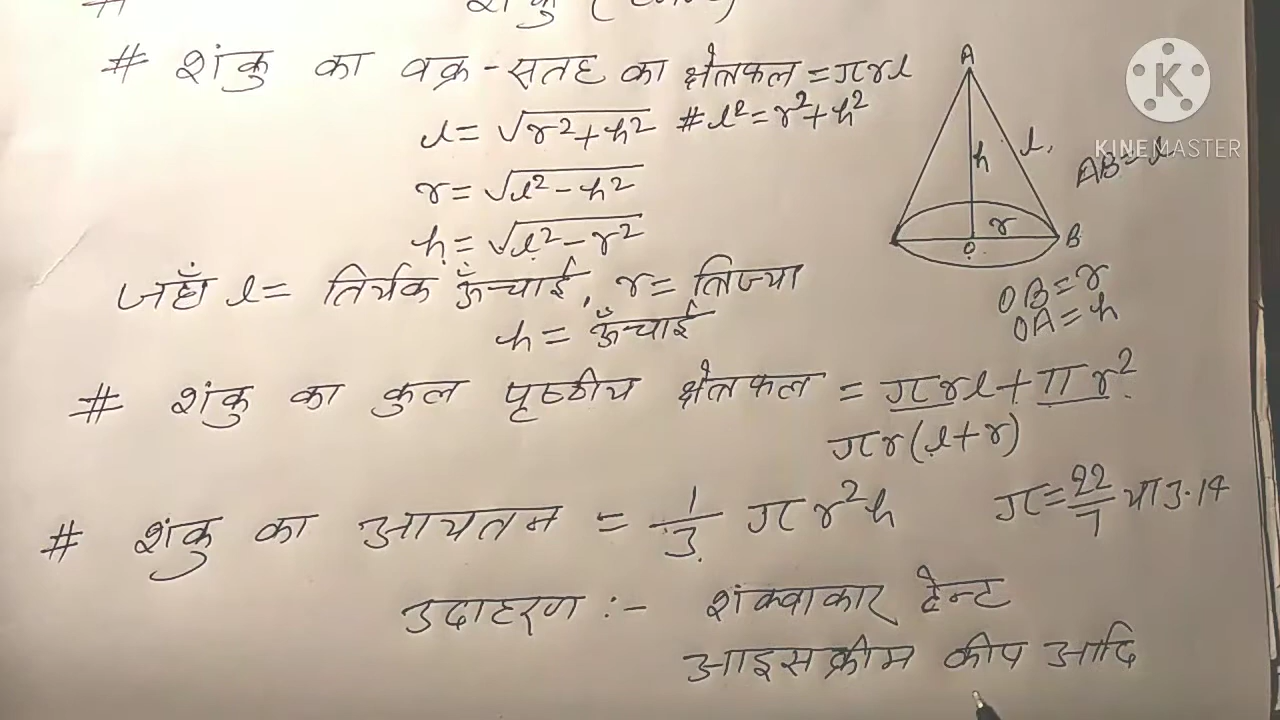 # शंकु (
# शंकु का वक्र-सतह का क्षेत्रफल = πrl
l = √r²+h² # l² = r²+h²
r = √l²-h²
h = √l²-r²
जहाँ l = तिर्यक ऊँचाई, r = त्रिज्या
h = ऊँचाई
A
h
l
r
O
B
AB = l
OB = r
OA = h
# शंकु का कुल पृष्ठीय क्षेत्रफल = πrl + πr²
πr(l+r)
# शंकु का आयतन = 1/3 πr²h π = 22/7 या 3.14
उदाहरण :- शंक्वाकार टेन्ट
आइसक्रीम कीप आदि
K
KINEMASTER